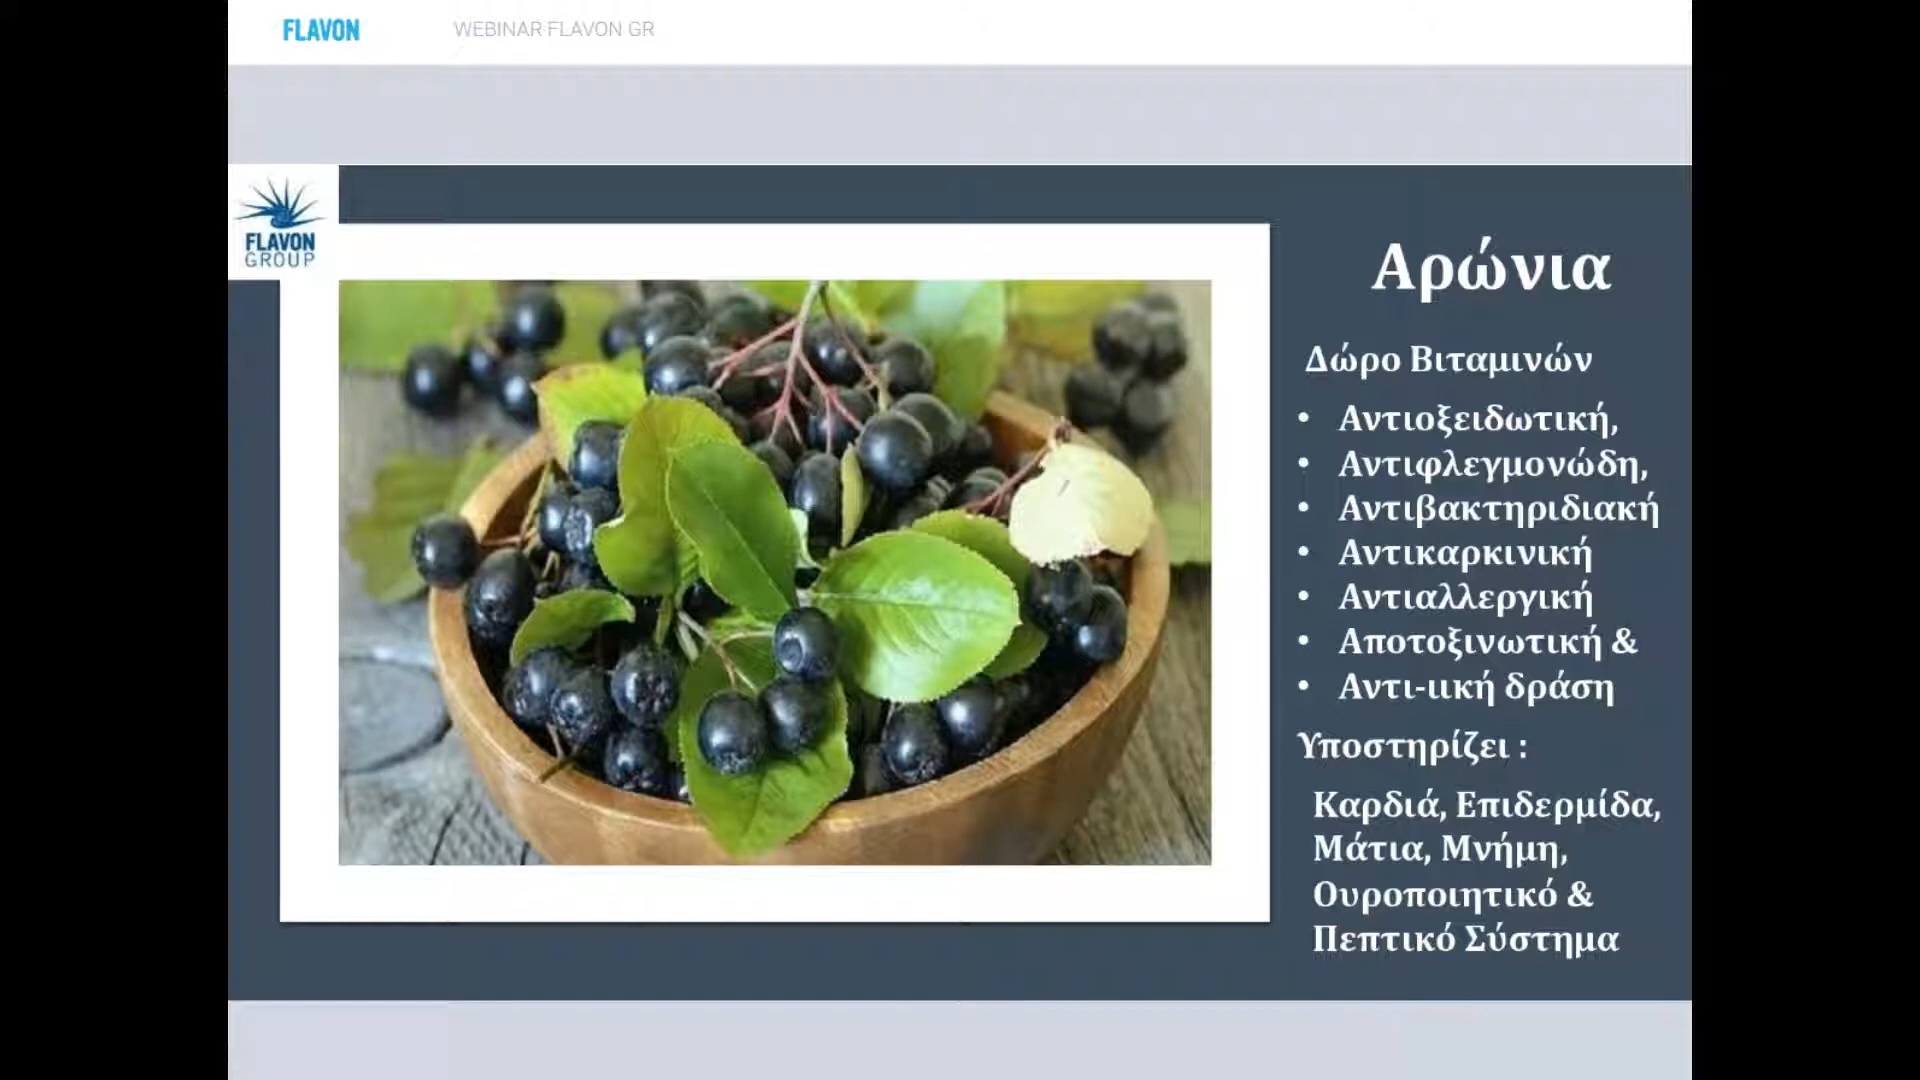 FLAVON
WEBINAR FLAVON GR
FLAVON
GROUP
Αρώνια
Δώρο Βιταμινών
• Αντιοξειδωτική,
• Αντιφλεγμονώδη,
• Αντιβακτηριδιακή
• Αντικαρκινική
• Αντιαλλεργική
• Αποτοξινωτική &
• Αντι-ιική δράση
Υποστηρίζει :
Καρδιά, Επιδερμίδα,
Μάτια, Μνήμη,
Ουροποιητικό &
Πεπτικό Σύστημα